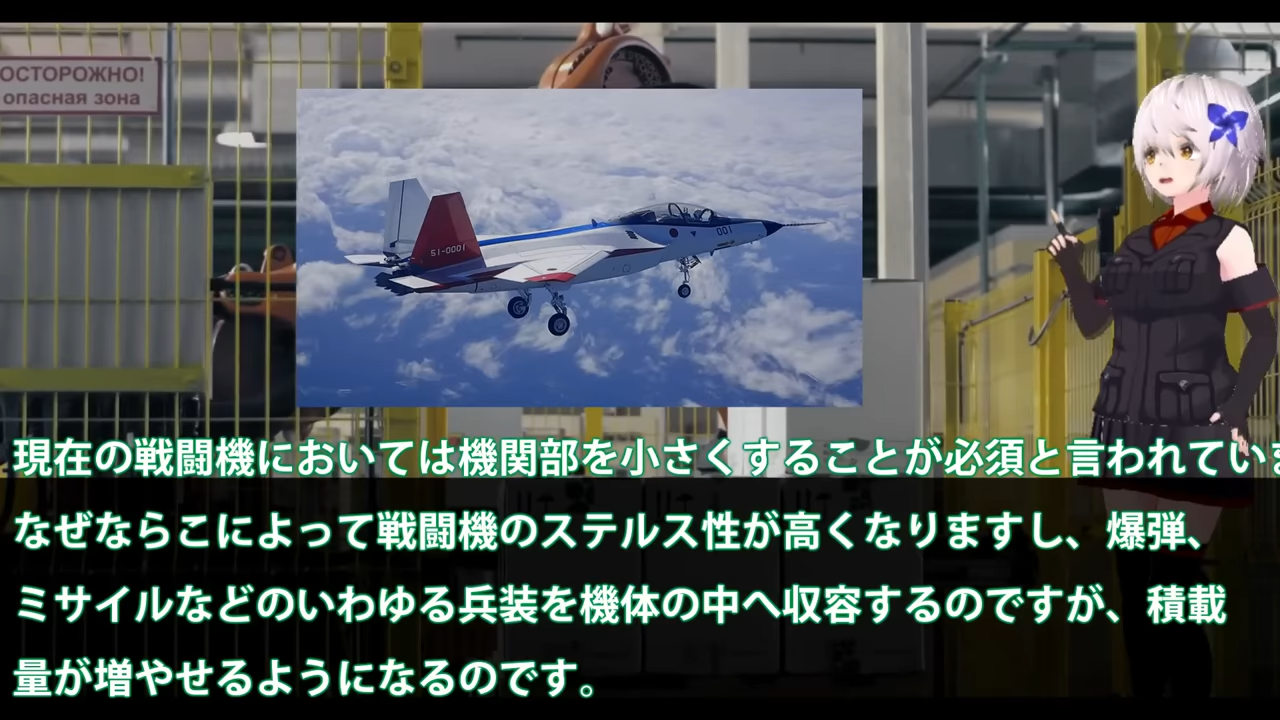 ОСТОРОЖНО!
опасная зона
51-0001
001
現在の戦闘機においては機関部を小さくすることが必須と言われていま
なぜならこによって戦闘機のステルス性が高くなりますし、爆弾、
ミサイルなどのいわゆる兵装を機体の中へ収容するのですが、積載
量が増やせるようになるのです。